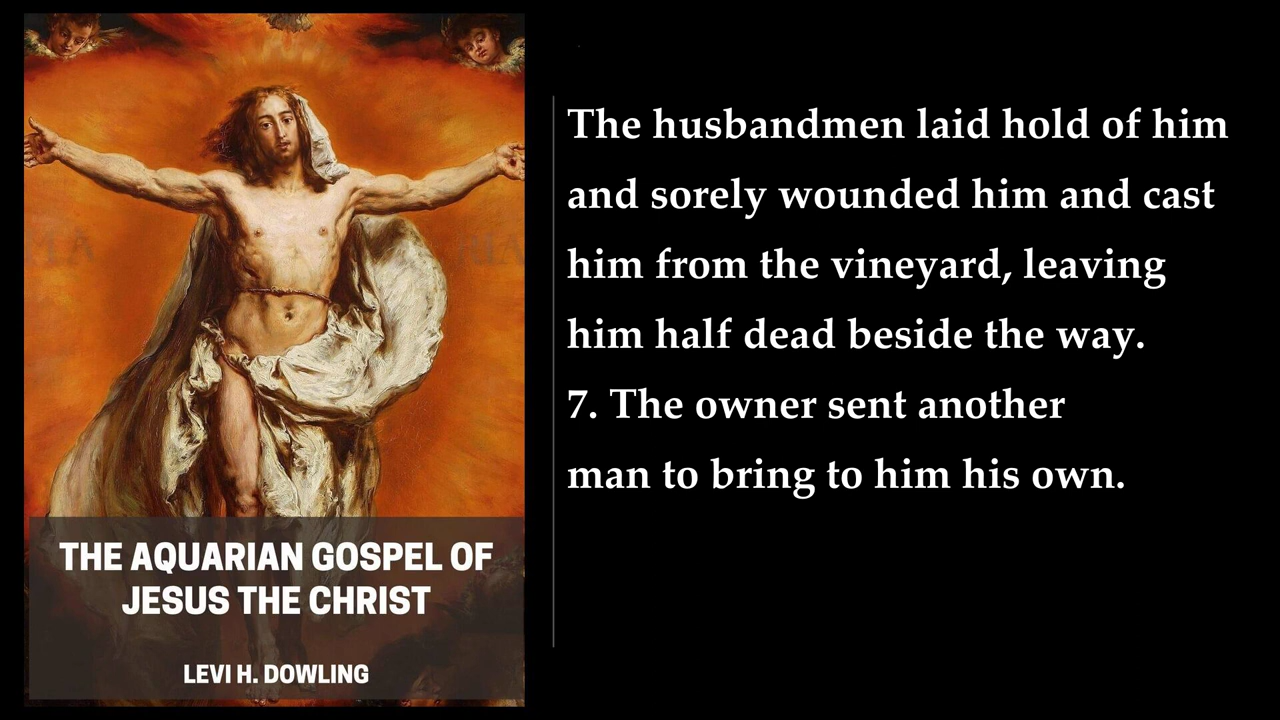 THE AQUARIAN GOSPEL OF
JESUS THE CHRIST
LEVI H. DOWLING
The husbandmen laid hold of him
and sorely wounded him and cast
him from the vineyard, leaving
him half dead beside the way.
7. The owner sent another
man to bring to him his own.